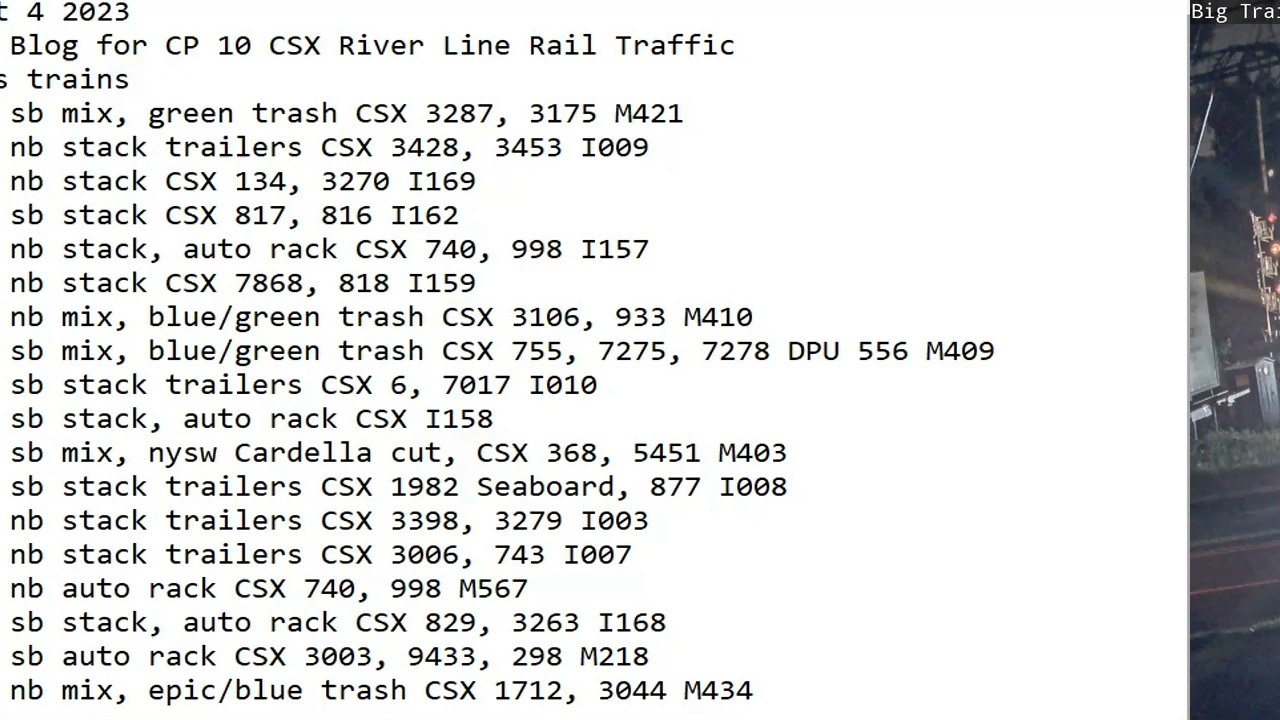 t 4 2023
Blog for CP 10 CSX River Line Rail Traffic
s trains
sb mix, green trash CSX 3287, 3175 M421
nb stack trailers CSX 3428, 3453 I009
nb stack CSX 134, 3270 I169
sb stack CSX 817, 816 I162
nb stack, auto rack CSX 740, 998 I157
nb stack CSX 7868, 818 I159
nb mix, blue/green trash CSX 3106, 933 M410
sb mix, blue/green trash CSX 755, 7275, 7278 DPU 556 M409
sb stack trailers CSX 6, 7017 I010
sb stack, auto rack CSX I158
sb mix, nysw Cardella cut, CSX 368, 5451 M403
sb stack trailers CSX 1982 Seaboard, 877 I008
nb stack trailers CSX 3398, 3279 I003
nb stack trailers CSX 3006, 743 I007
nb auto rack CSX 740, 998 M567
sb stack, auto rack CSX 829, 3263 I168
sb auto rack CSX 3003, 9433, 298 M218
nb mix, epic/blue trash CSX 1712, 3044 M434
Big Trai